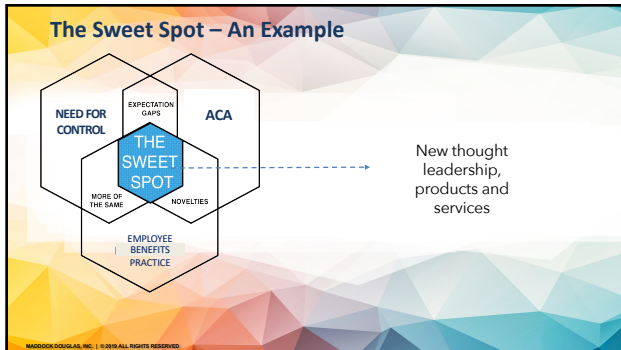 The Sweet Spot – An Example
NEED FOR
CONTROL
EXPECTATION
GAPS
ACA
THE
SWEET
SPOT
MORE OF
THE SAME
NOVELTIES
EMPLOYEE
BENEFITS
PRACTICE
New thought
leadership,
products and
services
MADDOCK DOUGLAS, INC. | © 2019 ALL RIGHTS RESERVED